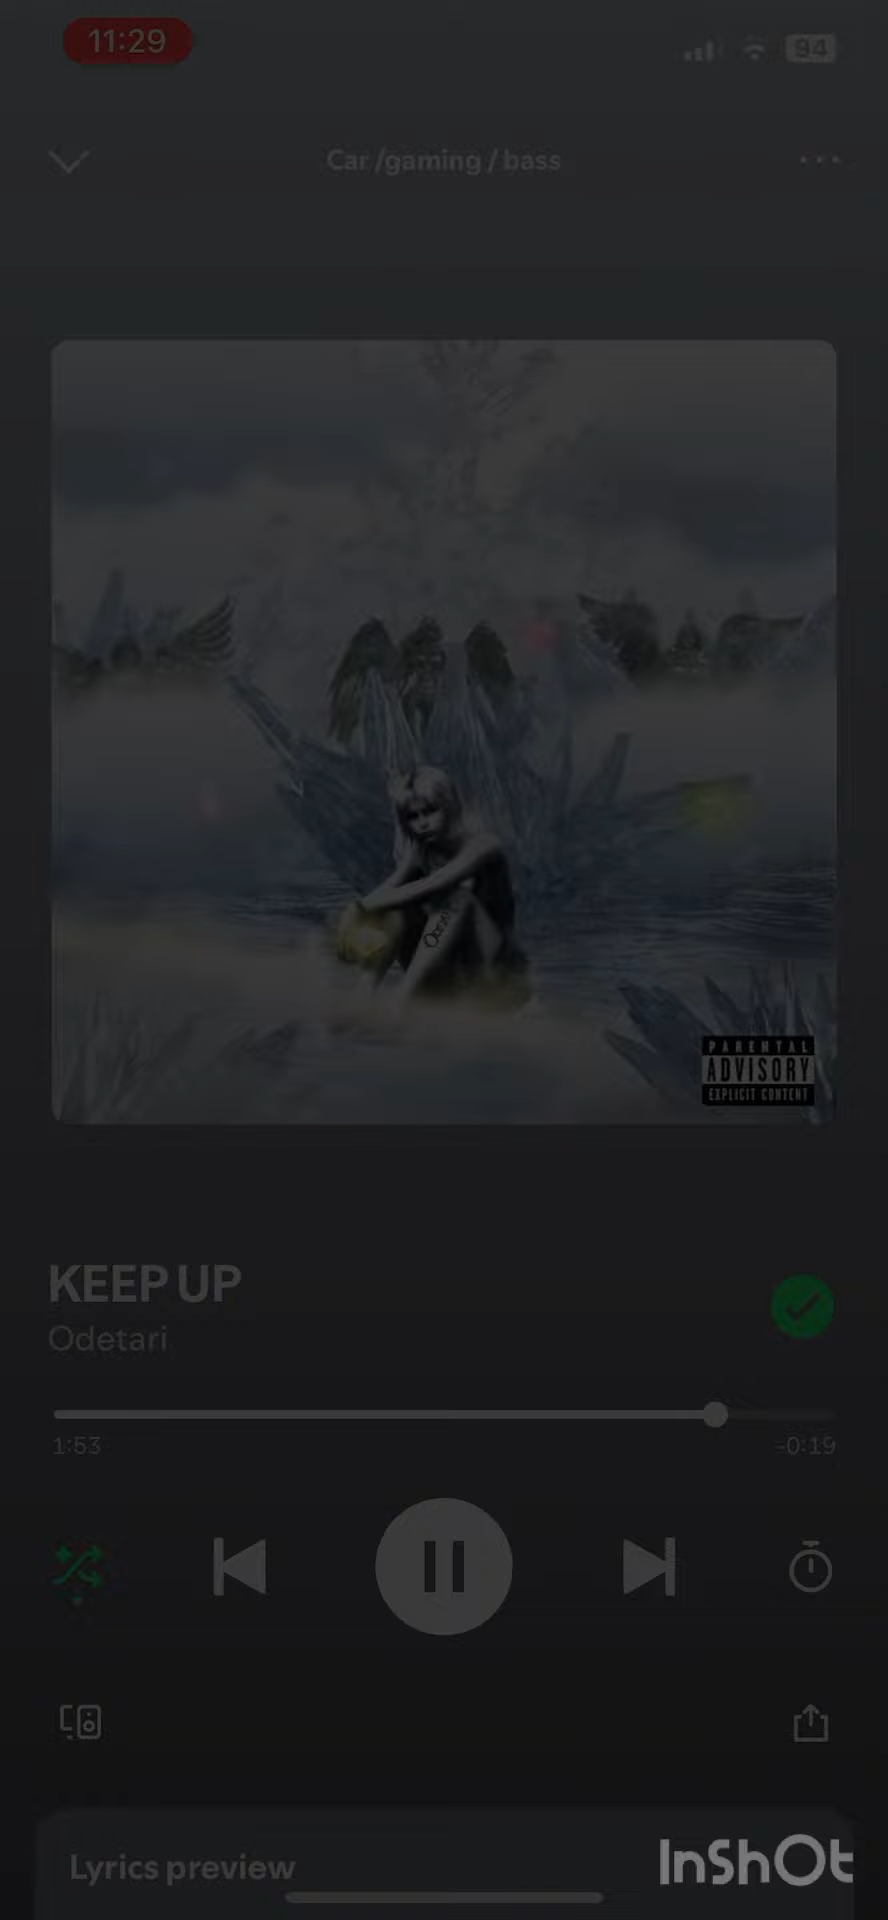 11:29
94
Car /gaming / bass
PARENTAL
ADVISORY
EXPLICIT CONTENT
KEEP UP
Odetari
1:53
-0:19
Lyrics preview
InShOt